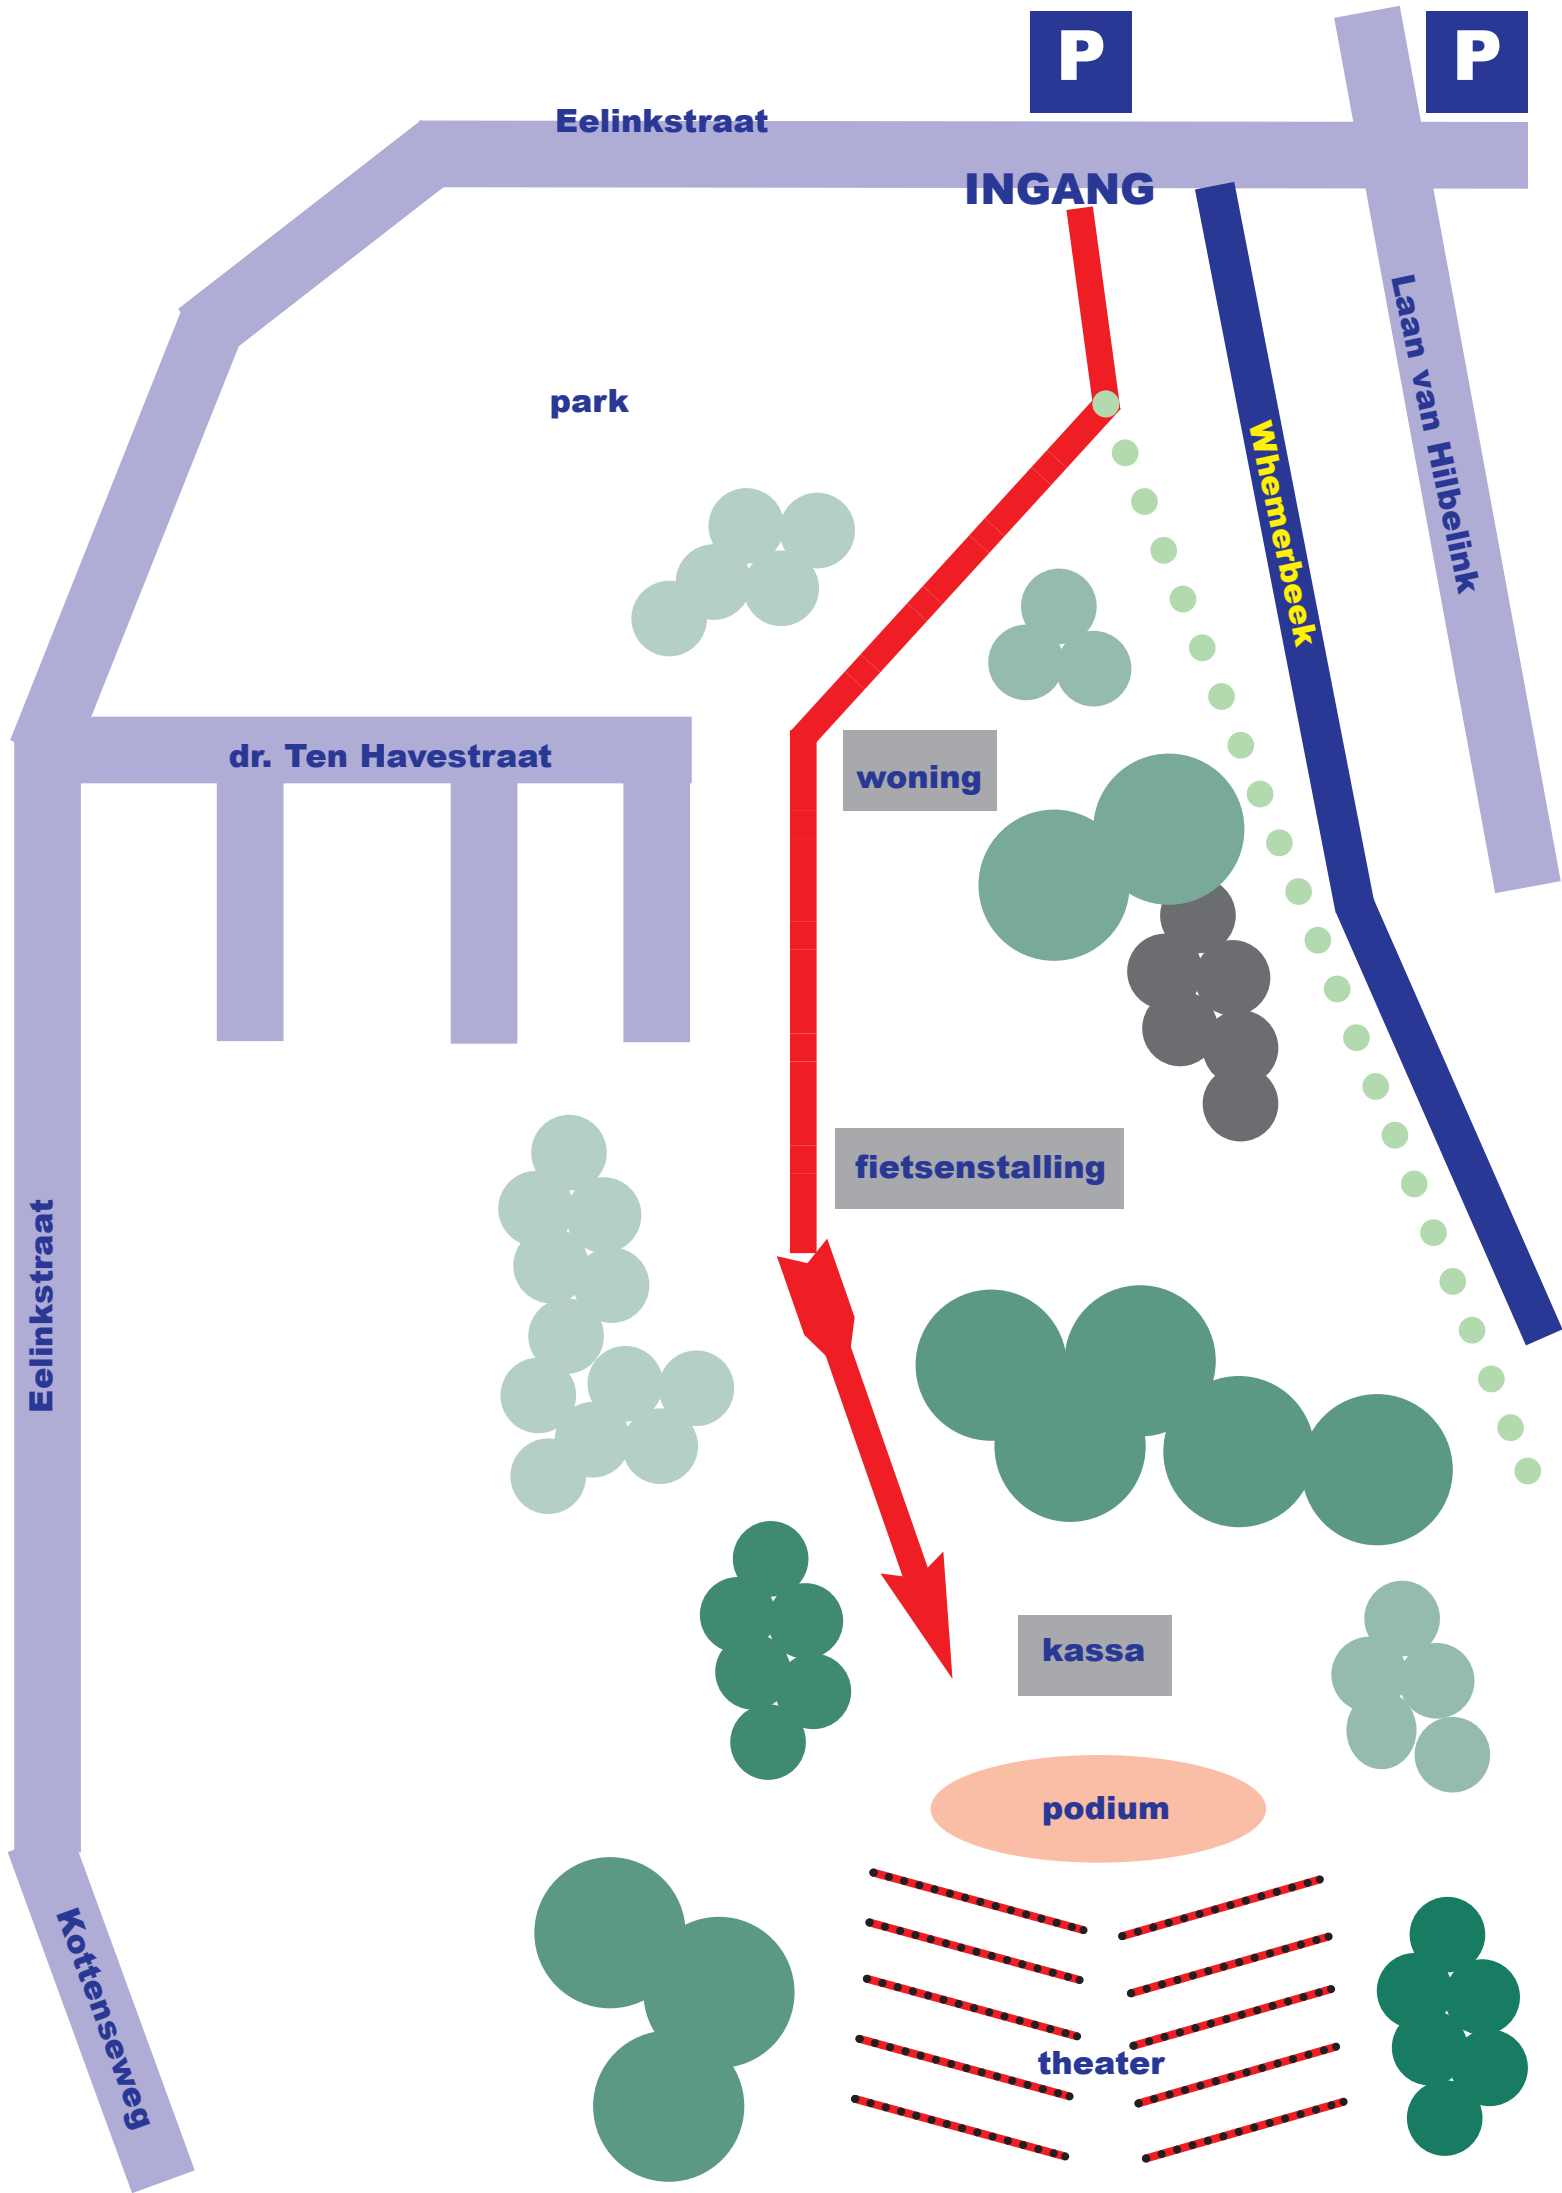 P
P
Eelinkstraat
INGANG
Laan van Hilbelink
park
Whemerbeek
dr. Ten Havestraat
woning
fietsenstalling
Eelinkstraat
kassa
podium
Kottenseweg
theater